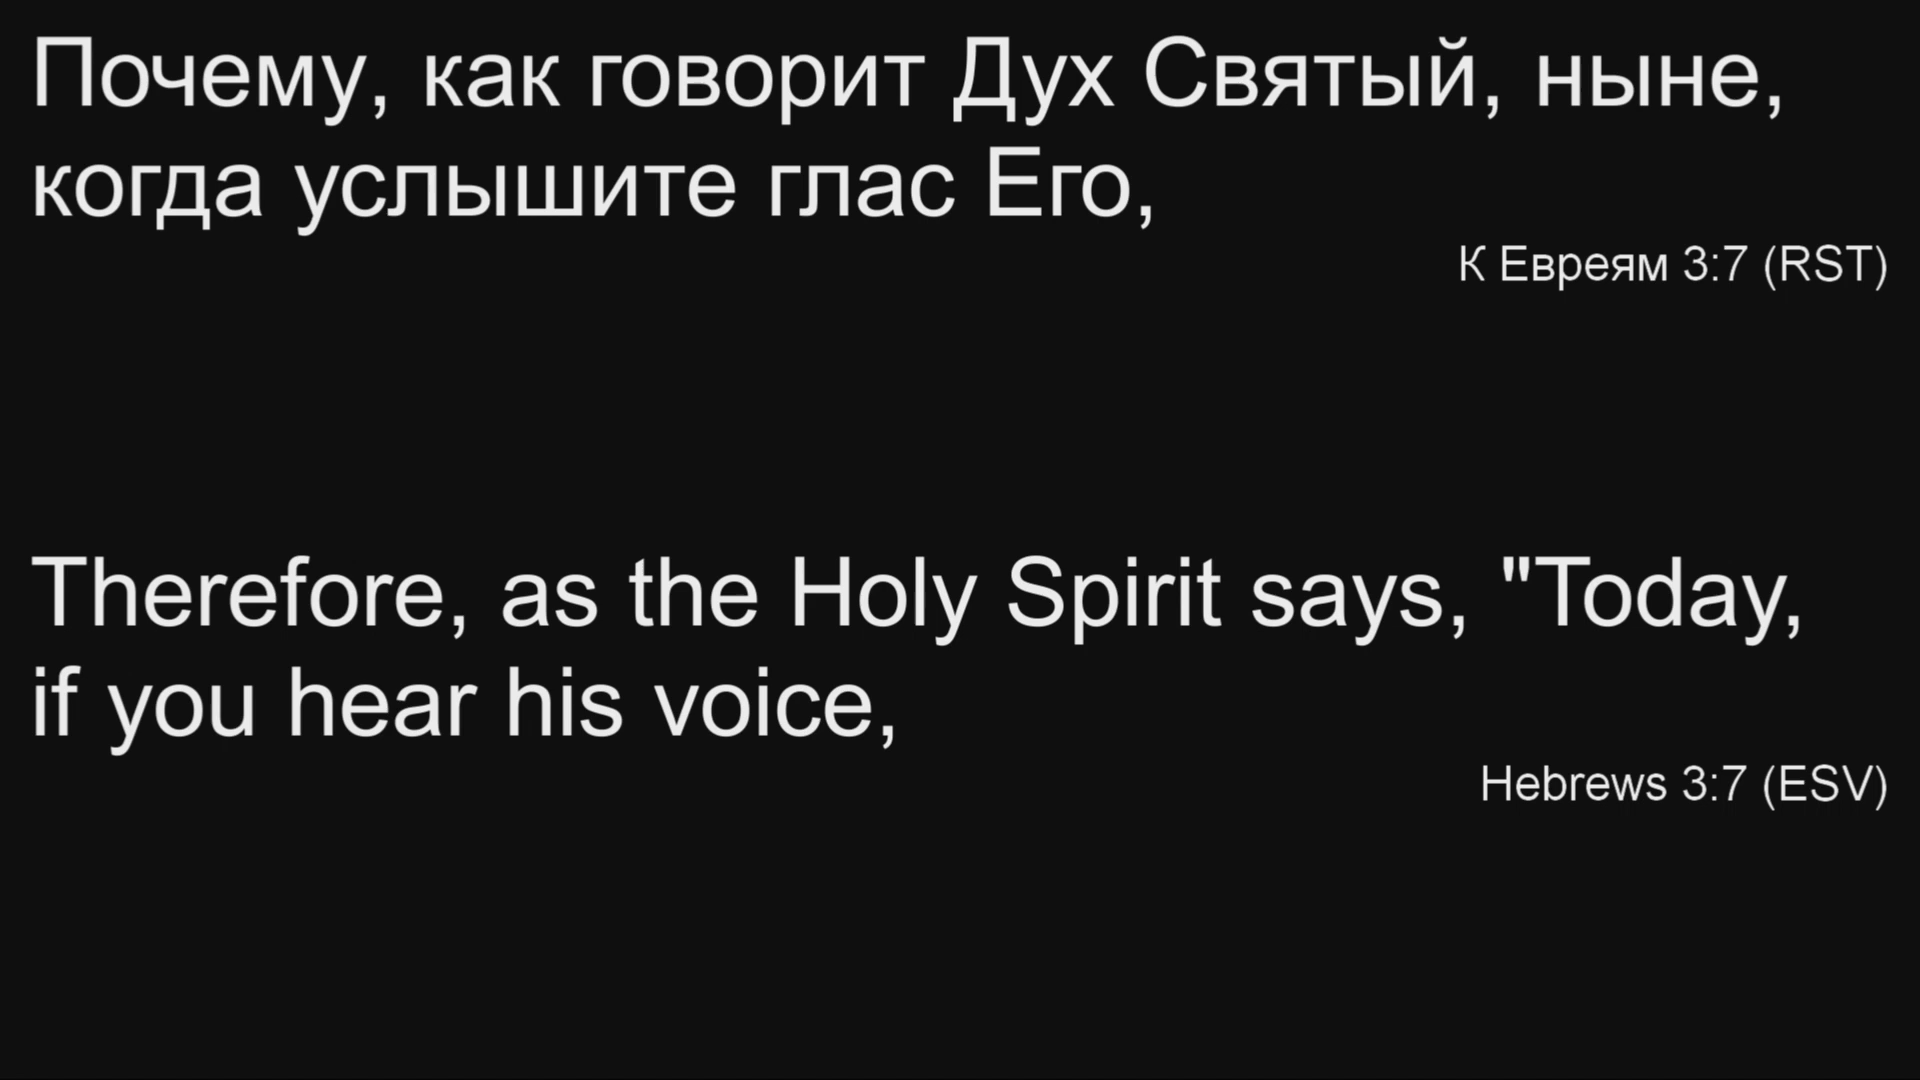 Почему, как говорит Дух Святый, ныне,
когда услышите глас Его,
К Евреям 3:7 (RST)
Therefore, as the Holy Spirit says, "Today,
if you hear his voice,
Hebrews 3:7 (ESV)